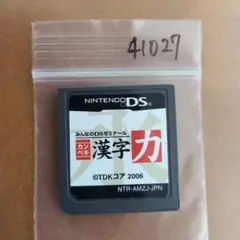 41027
NINTENDO DS
みんなのDSゼミナール
カンペキ漢字力
©TDKコア 2006
NTR-AMZJ-JPN